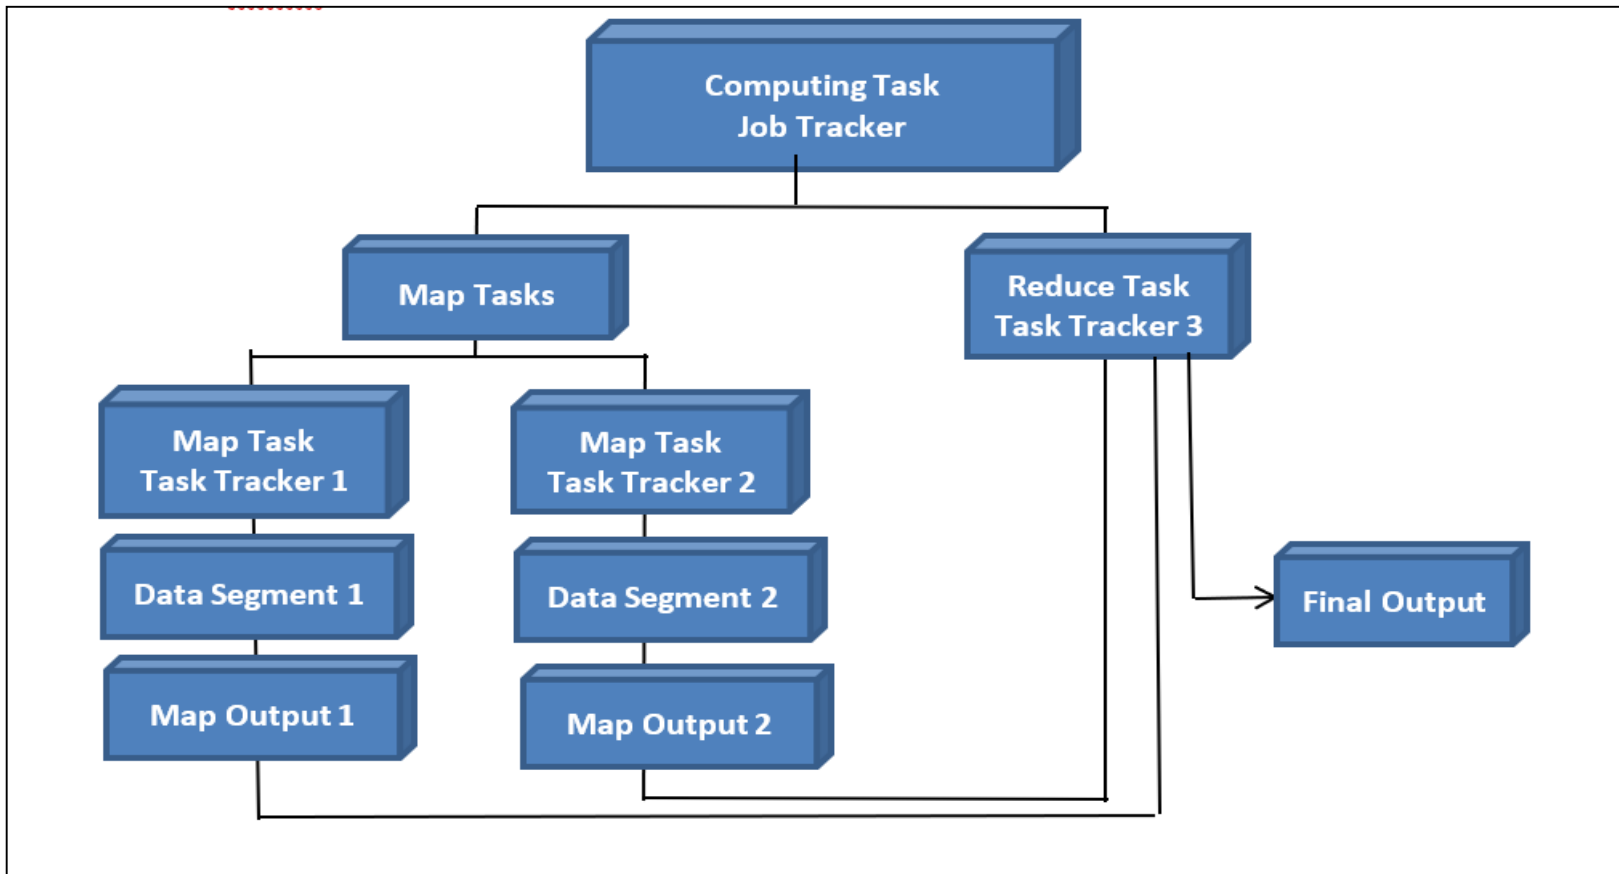 Computing Task
Job Tracker
Map Tasks
Reduce Task
Task Tracker 3
Map Task
Task Tracker 1
Map Task
Task Tracker 2
Data Segment 1
Data Segment 2
Final Output
Map Output 1
Map Output 2